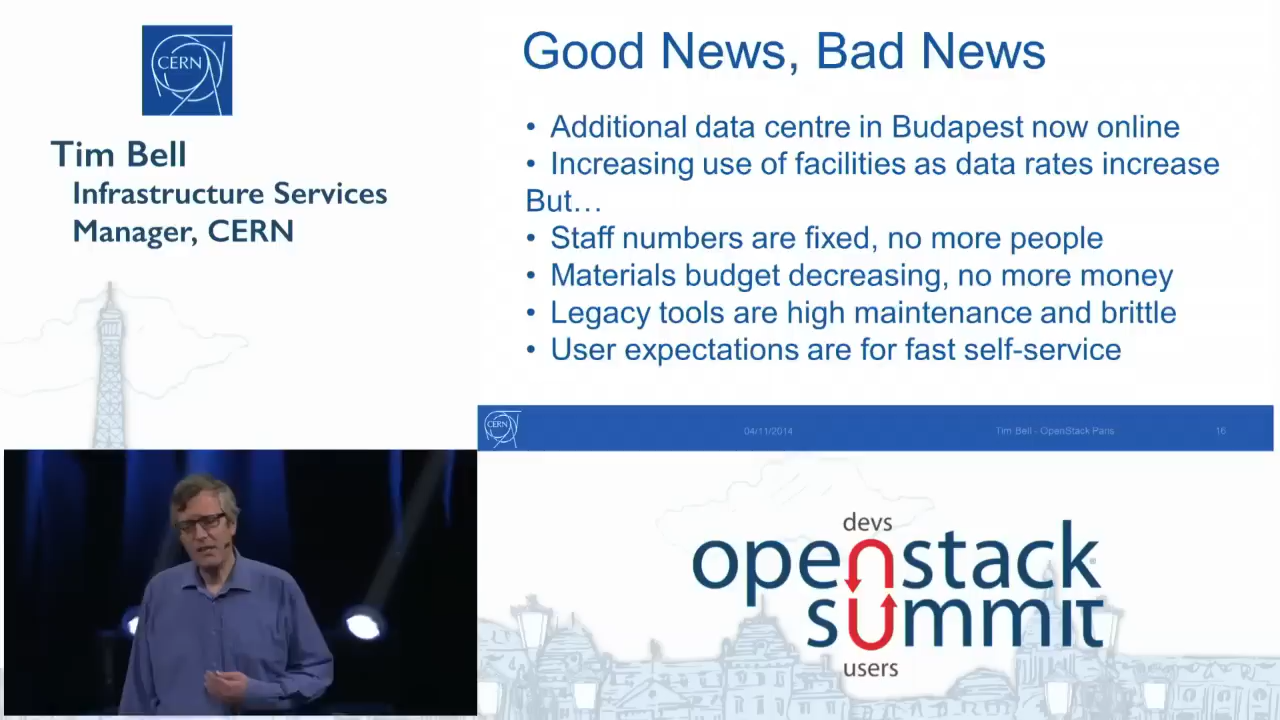 CERN
Tim Bell
Infrastructure Services
Manager, CERN
Good News, Bad News
• Additional data centre in Budapest now online
• Increasing use of facilities as data rates increase
But…
• Staff numbers are fixed, no more people
• Materials budget decreasing, no more money
• Legacy tools are high maintenance and brittle
• User expectations are for fast self-service
CERN
04/11/2014
Tim Bell - OpenStack Paris
16
devs
openstack
summit
users